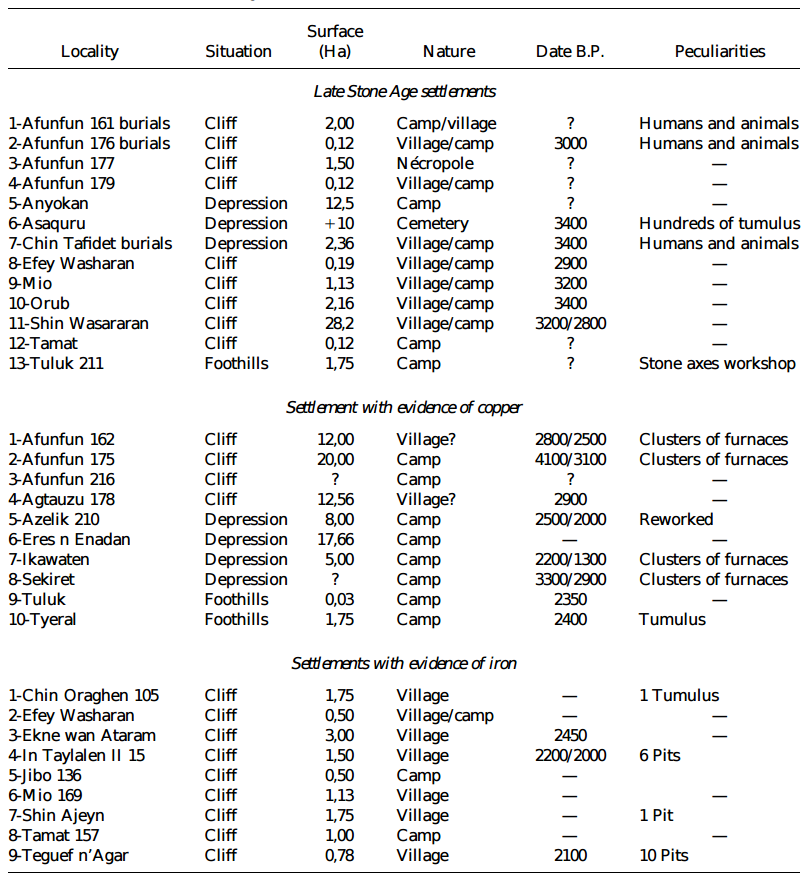 Locality Situation Surface (Ha) Nature Date B.P. Peculiarities
Late Stone Age settlements
1-Afunfun 161 burials Cliff 2,00 Camp/village ? Humans and animals
2-Afunfun 176 burials Cliff 0,12 Village/camp 3000 Humans and animals
3-Afunfun 177 Cliff 1,50 Nécropole ? —
4-Afunfun 179 Cliff 0,12 Village/camp ? —
5-Anyokan Depression 12,5 Camp ? —
6-Asaquru Depression +10 Cemetery 3400 Hundreds of tumulus
7-Chin Tafidet burials Depression 2,36 Village/camp 3400 Humans and animals
8-Efey Washaran Cliff 0,19 Village/camp 2900 —
9-Mio Cliff 1,13 Village/camp 3200 —
10-Orub Cliff 2,16 Village/camp 3400 —
11-Shin Wasararan Cliff 28,2 Village/camp 3200/2800 —
12-Tamat Cliff 0,12 Camp ? —
13-Tuluk 211 Foothills 1,75 Camp ? Stone axes workshop
Settlement with evidence of copper
1-Afunfun 162 Cliff 12,00 Village? 2800/2500 Clusters of furnaces
2-Afunfun 175 Cliff 20,00 Camp 4100/3100 Clusters of furnaces
3-Afunfun 216 Cliff ? Camp ? —
4-Agtauzu 178 Cliff 12,56 Village? 2900 —
5-Azelik 210 Depression 8,00 Camp 2500/2000 Reworked
6-Eres n Enadan Depression 17,66 Camp — —
7-Ikawaten Depression 5,00 Camp 2200/1300 Clusters of furnaces
8-Sekiret Depression ? Camp 3300/2900 Clusters of furnaces
9-Tuluk Foothills 0,03 Camp 2350 —
10-Tyeral Foothills 1,75 Camp 2400 Tumulus
Settlements with evidence of iron
1-Chin Oraghen 105 Cliff 1,75 Village — 1 Tumulus
2-Efey Washaran Cliff 0,50 Village/camp — —
3-Ekne wan Ataram Cliff 3,00 Village 2450 —
4-In Taylalen II 15 Cliff 1,50 Village 2200/2000 6 Pits
5-Jibo 136 Cliff 0,50 Camp —
6-Mio 169 Cliff 1,13 Village — —
7-Shin Ajeyn Cliff 1,75 Village — 1 Pit
8-Tamat 157 Cliff 1,00 Camp — —
9-Teguef n'Agar Cliff 0,78 Village 2100 10 Pits